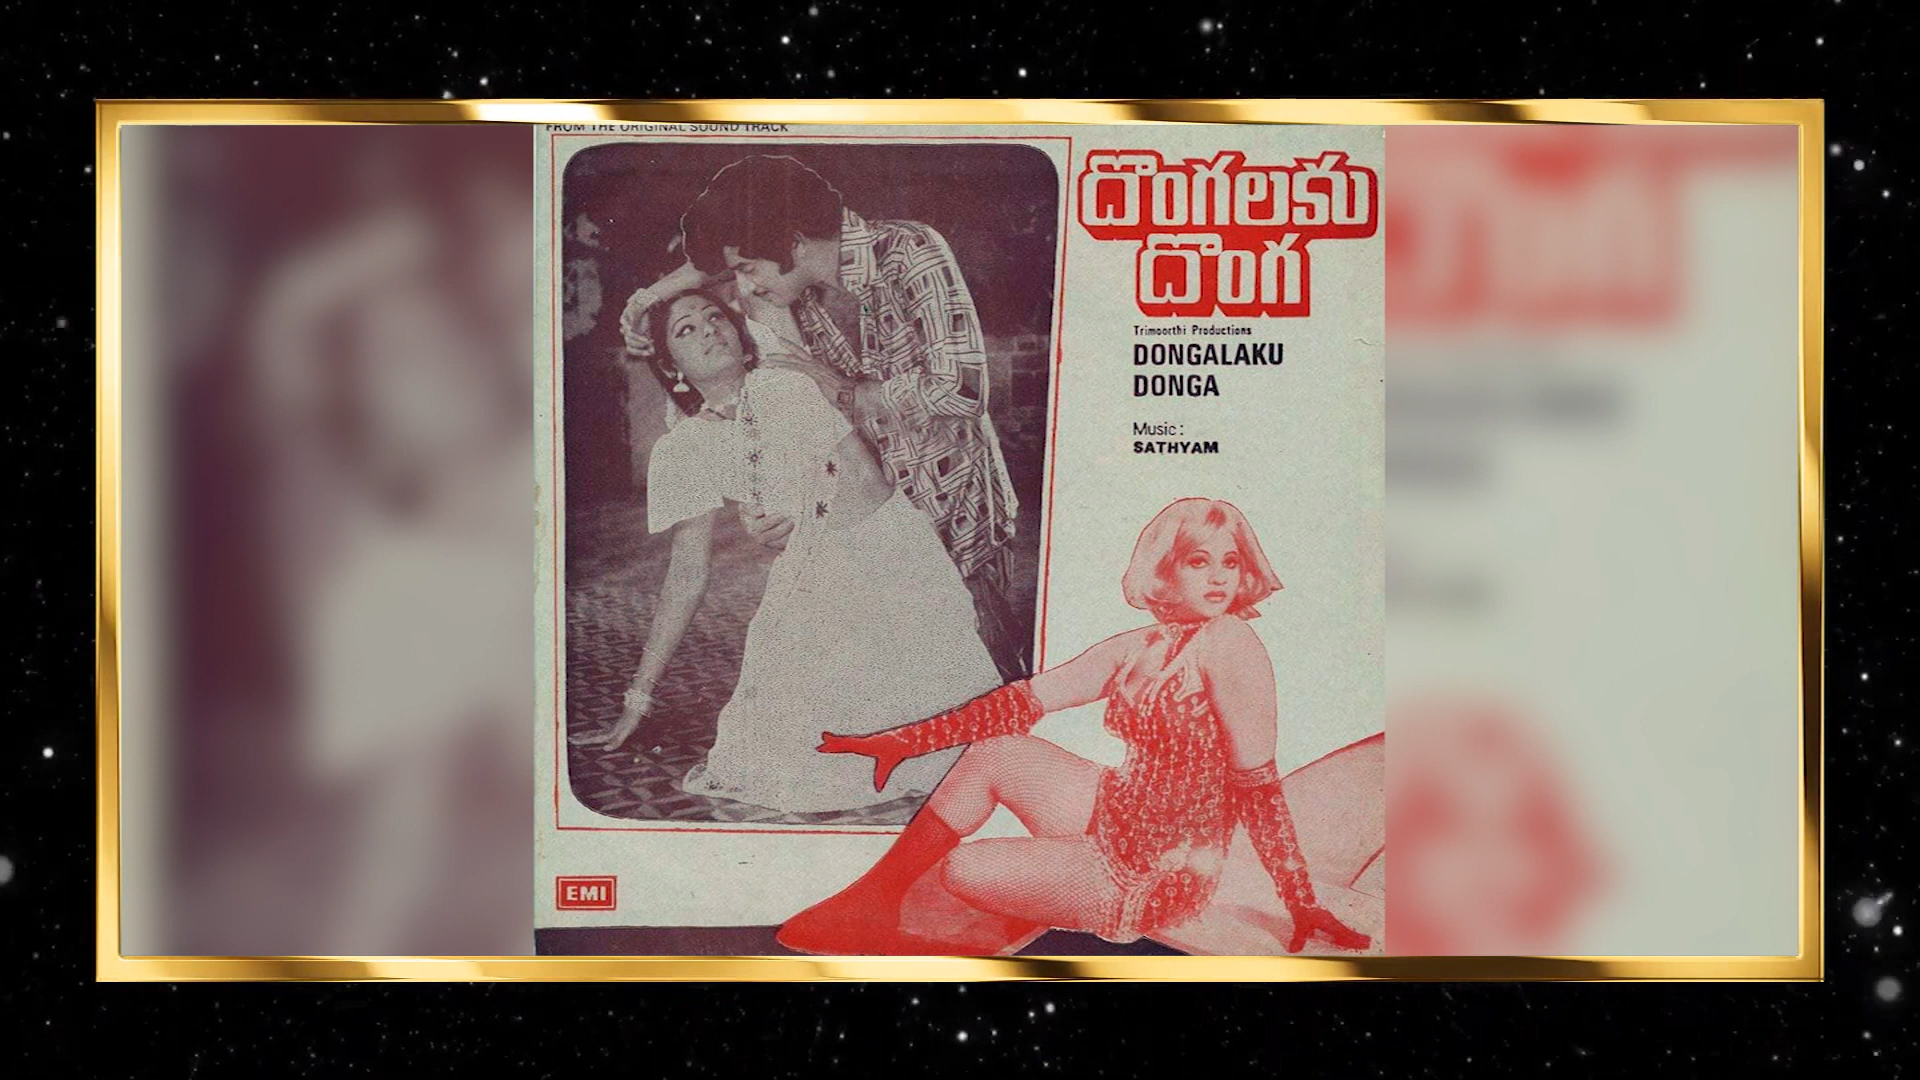 FROM THE ORIGINAL SOUND TRACK
దొంగలకు
దొంగ
Trimoorthi Productions
DONGALAKU
DONGA
Music :
SATHYAM
EMI